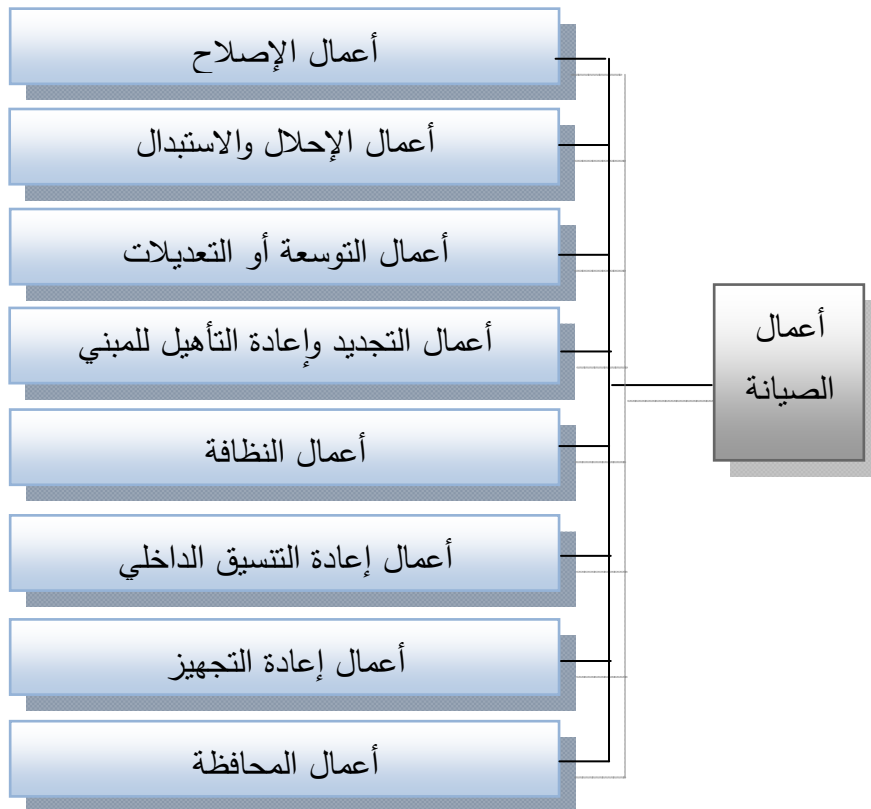 أعمال
الصيانة
أعمال الإصلاح
أعمال الإحلال والاستبدال
أعمال التوسعة أو التعديلات
أعمال التجديد وإعادة التأهيل للمبني
أعمال النظافة
أعمال إعادة التنسيق الداخلي
أعمال إعادة التجهيز
أعمال المحافظة